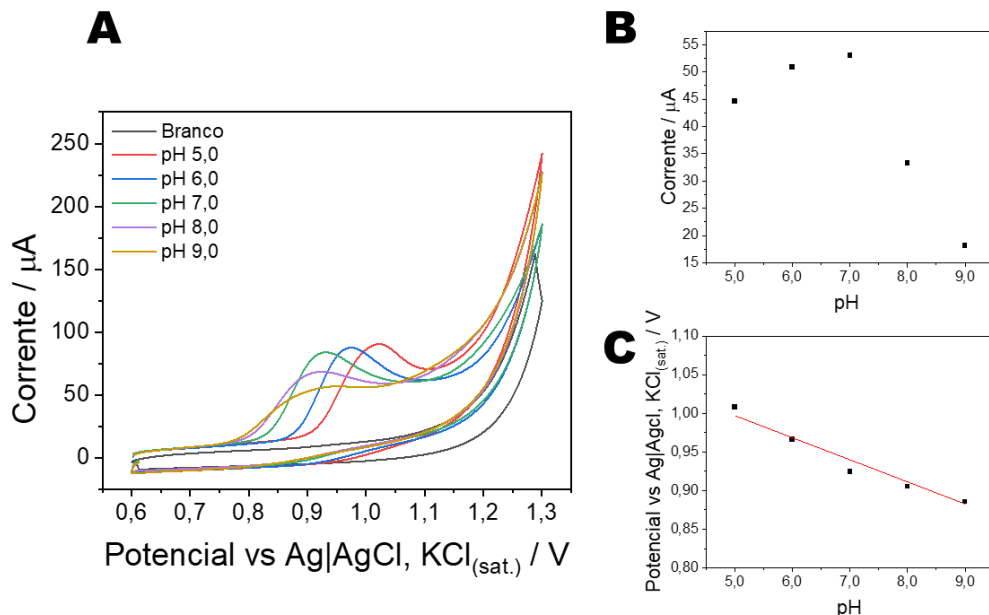 A
250
200
150
100
50
0
Branco
pH 5,0
pH 6,0
pH 7,0
pH 8,0
pH 9,0
Corrente / μA
0,6 0,7 0,8 0,9 1,0 1,1 1,2 1,3
Potencial vs Ag|AgCl, KCl(sat.) / V
B
55
50
45
40
35
30
25
20
15
Corrente / μA
5,0 6,0 7,0 8,0 9,0
pH
C
1,10
1,05
1,00
0,95
0,90
0,85
0,80
Potencial vs Ag|Agcl, KCl(sat.) / V
5,0 6,0 7,0 8,0 9,0
pH